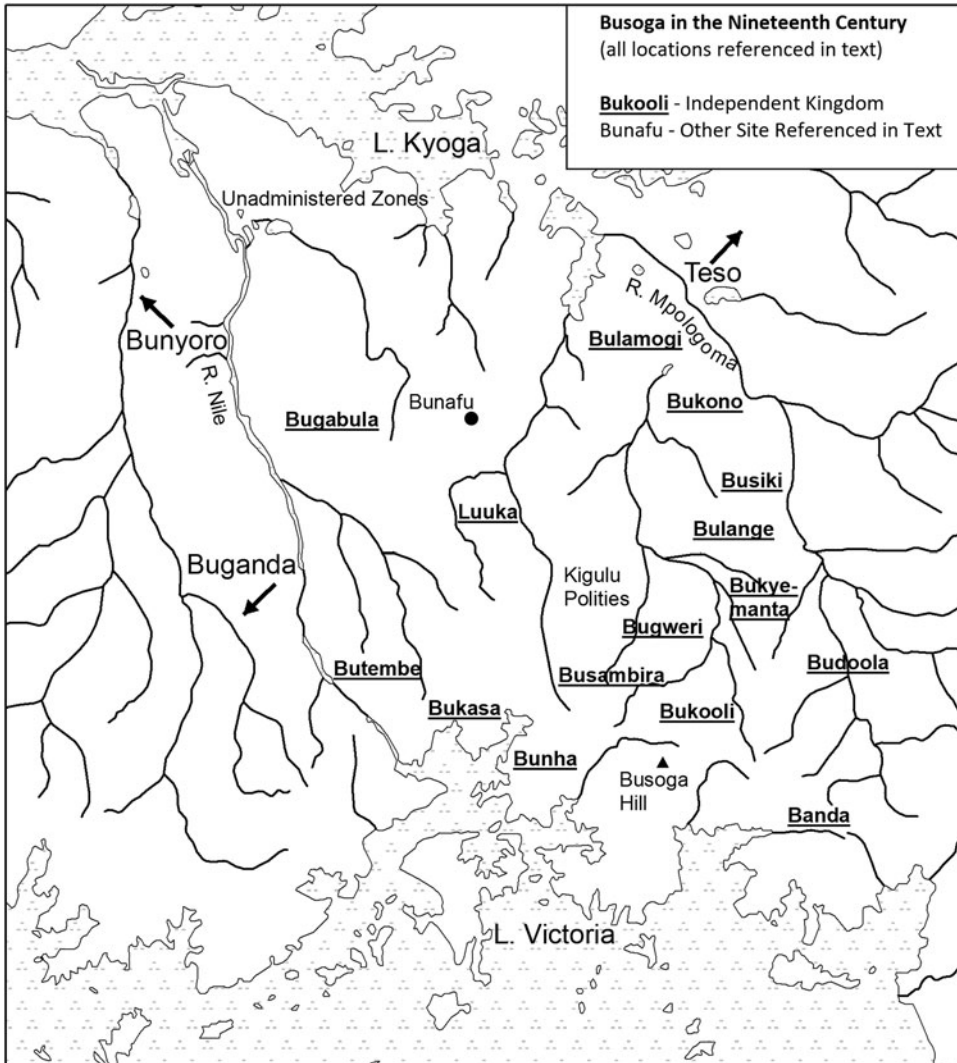 Busoga in the Nineteenth Century
(all locations referenced in text)
Bukooli - Independent Kingdom
Bunafu - Other Site Referenced in Text
L. Kyoga
Unadministered Zones
Teso
R. Mpologoma
Bunyoro
Bulamogi
R. Nile
Bukono
Bunafu
Bugabula
Busiki
Luuka
Bulange
Buganda
Kigulu
Polities
Bukye-
manta
Bugweri
Butembe
Busambira
Budoola
Bukasa
Bukooli
Bunha
Busoga
Hill
Banda
L. Victoria